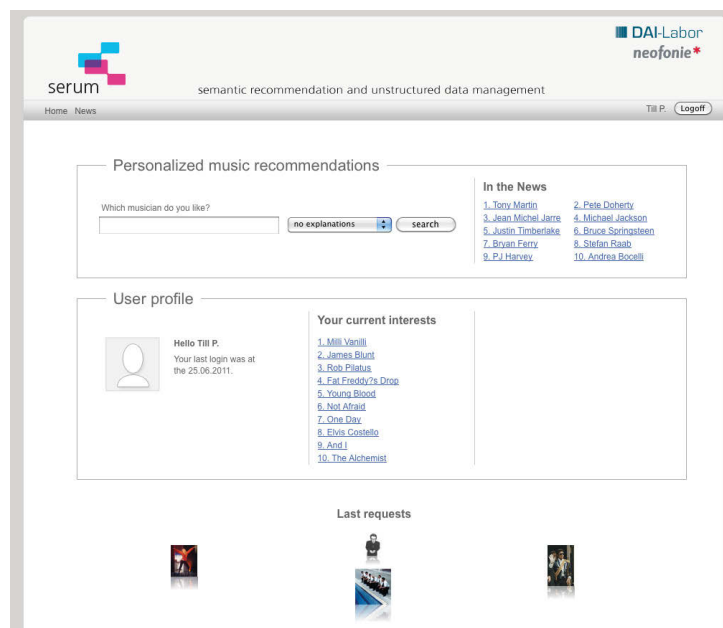 DAI-Labor
neofonie*
serum
semantic recommendation and unstructured data management
Home News
Till P. Logoff
Personalized music recommendations
Which musician do you like?
no explanations search
In the News
1. Tony Martin 2. Pete Doherty
3. Jean Michel Jarre 4. Michael Jackson
5. Justin Timberlake 6. Bruce Springsteen
7. Bryan Ferry 8. Stefan Raab
9. PJ Harvey 10. Andrea Bocelli
User profile
Hello Till P.
Your last login was at
the 25.06.2011.
Your current interests
1. Milli Vanilli
2. James Blunt
3. Rob Pilatus
4. Fat Freddy?s Drop
5. Young Blood
6. Not Afraid
7. One Day
8. Elvis Costello
9. And I
10. The Alchemist
Last requests